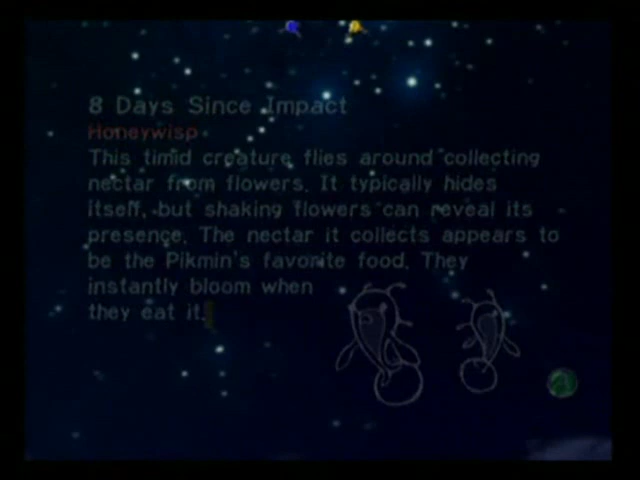 8 Days Since Impact
Honeywisp
This timid creature flies around collecting
nectar from flowers. It typically hides
itself, but shaking flowers can reveal its
presence. The nectar it collects appears to
be the Pikmin's favorite food. They
instantly bloom when
they eat it.